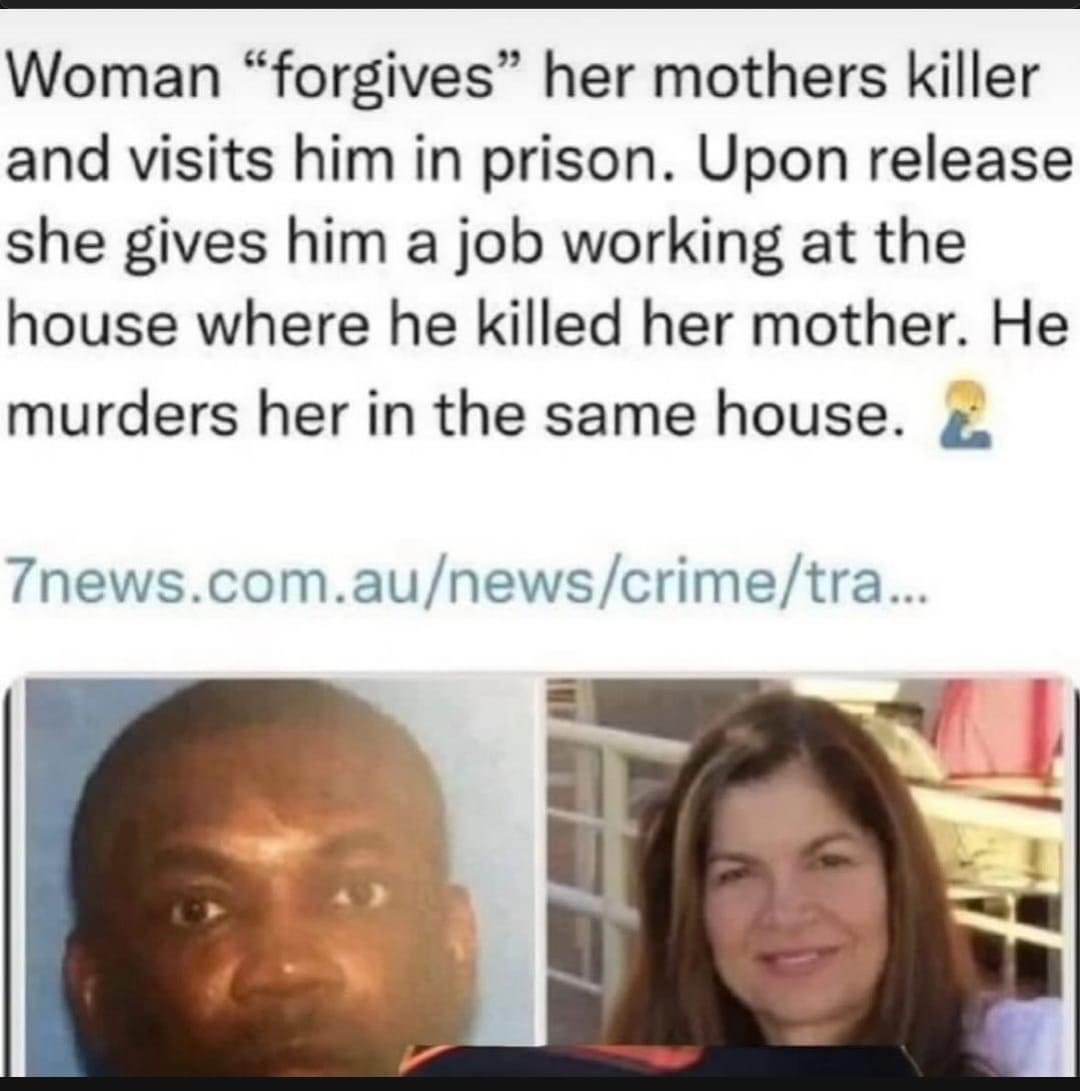 Woman “forgives” her mothers killer
and visits him in prison. Upon release
she gives him a job working at the
house where he killed her mother. He
murders her in the same house. 🤦‍♂️
7news.com.au/news/crime/tra...